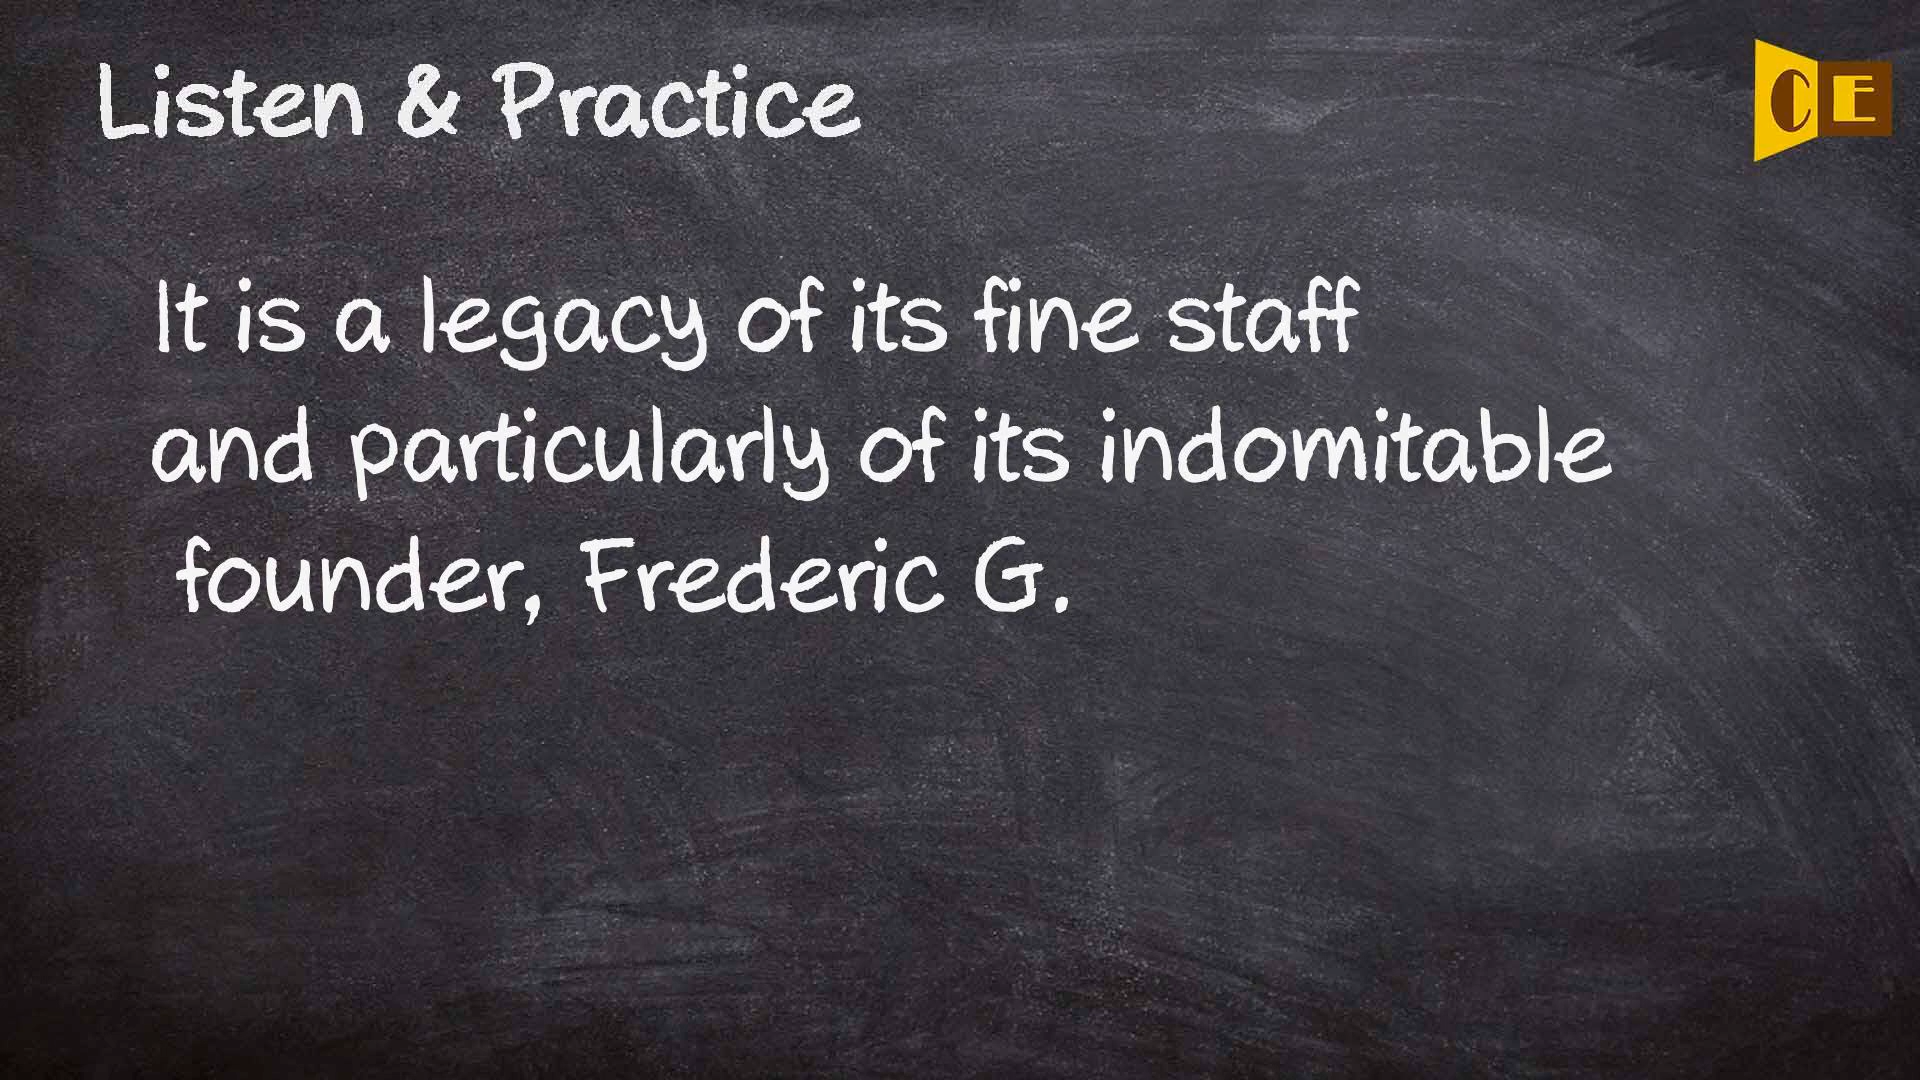 Listen & Practice
CE
It is a legacy of its fine staff
and particularly of its indomitable
founder, Frederic G.